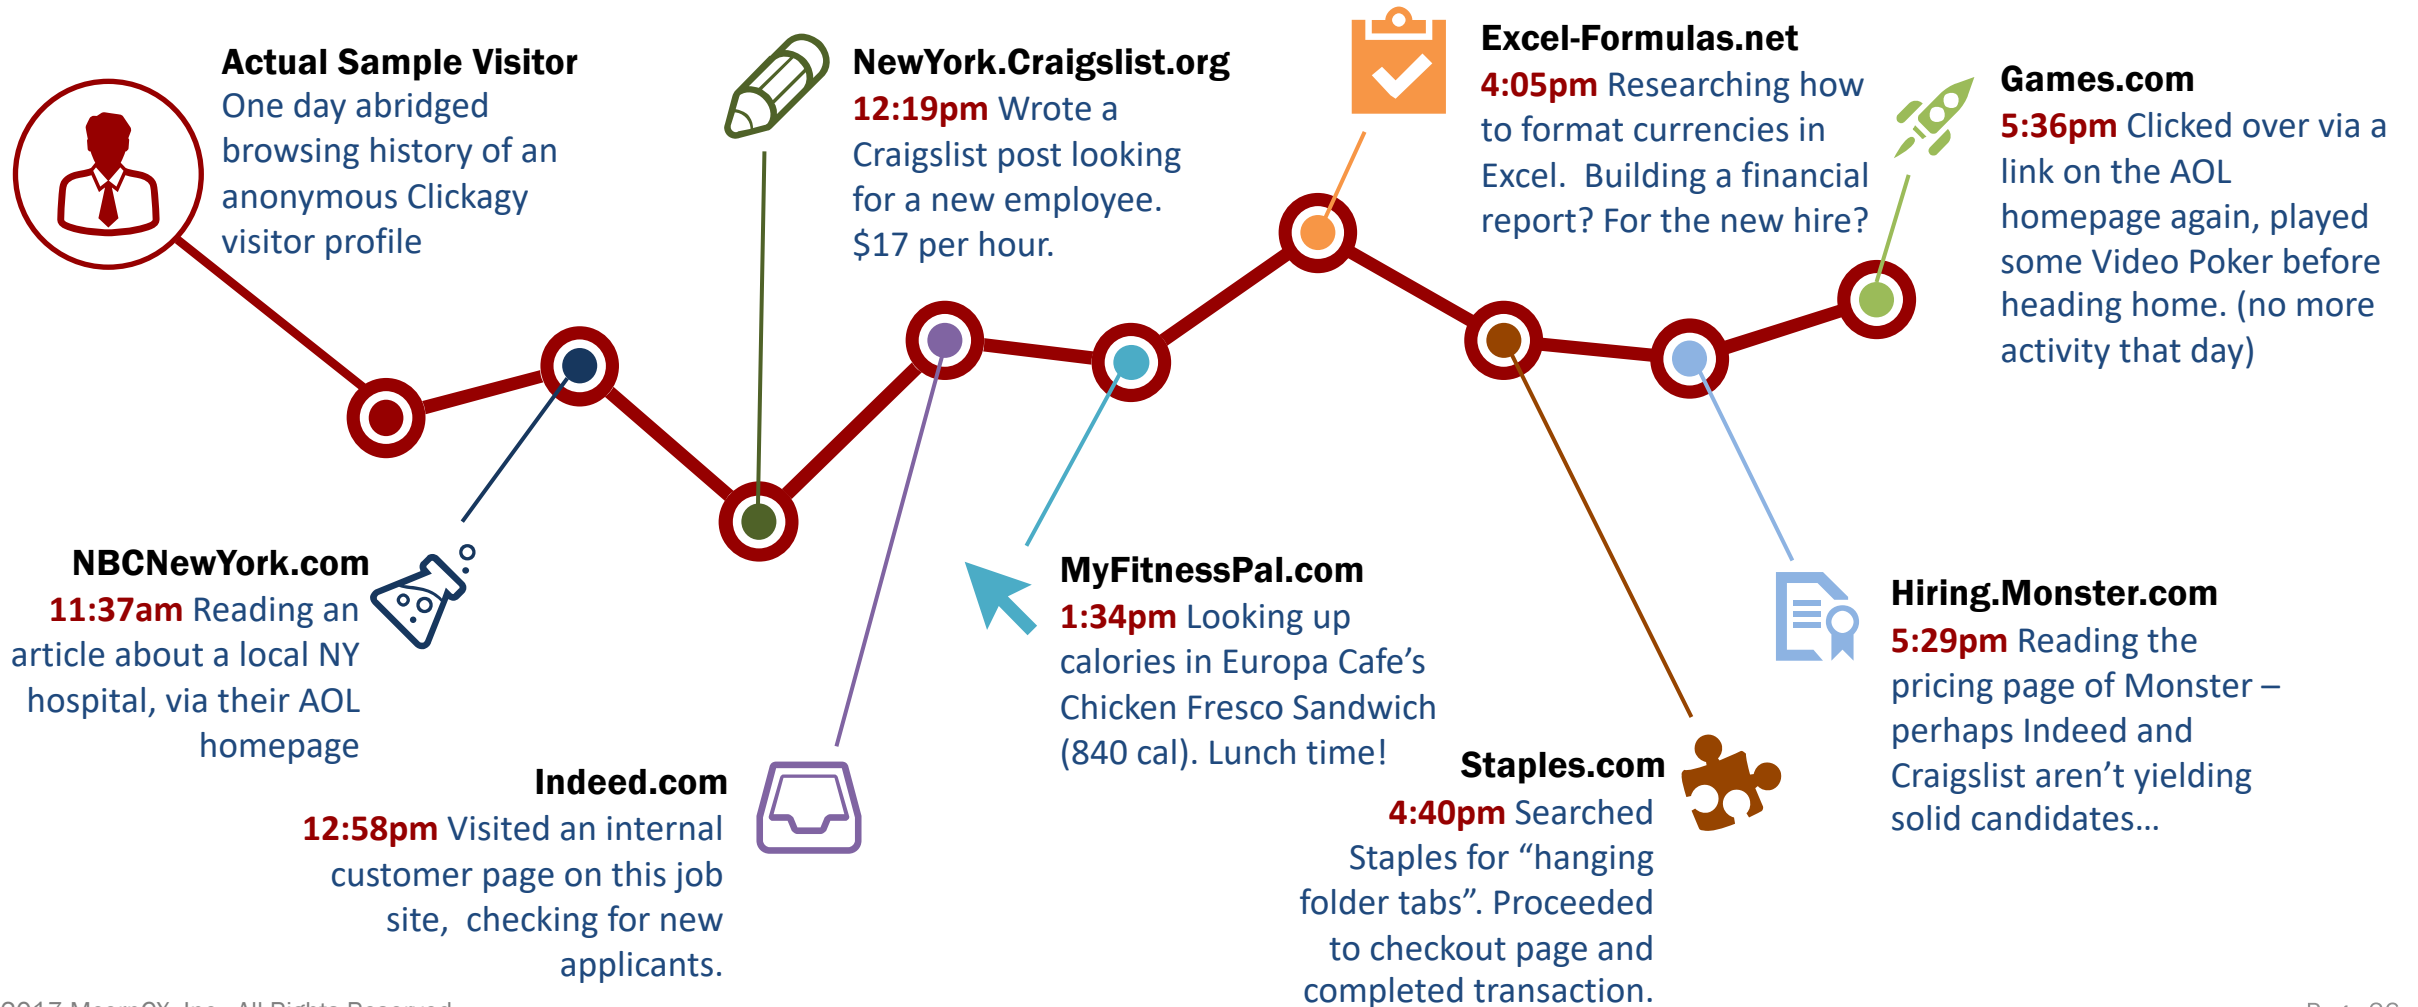 Actual Sample Visitor
One day abridged
browsing history of an
anonymous Clickagy
visitor profile
NBCNewYork.com
11:37am Reading an
article about a local NY
hospital, via their AOL
homepage
NewYork.Craigslist.org
12:19pm Wrote a
Craigslist post looking
for a new employee.
$17 per hour.
Indeed.com
12:58pm Visited an internal
customer page on this job
site, checking for new
applicants.
MyFitnessPal.com
1:34pm Looking up
calories in Europa Cafe’s
Chicken Fresco Sandwich
(840 cal). Lunch time!
Excel-Formulas.net
4:05pm Researching how
to format currencies in
Excel. Building a financial
report? For the new hire?
Staples.com
4:40pm Searched
Staples for “hanging
folder tabs”. Proceeded
to checkout page and
completed transaction.
Hiring.Monster.com
5:29pm Reading the
pricing page of Monster –
perhaps Indeed and
Craigslist aren’t yielding
solid candidates…
Games.com
5:36pm Clicked over via a
link on the AOL
homepage again, played
some Video Poker before
heading home. (no more
activity that day)